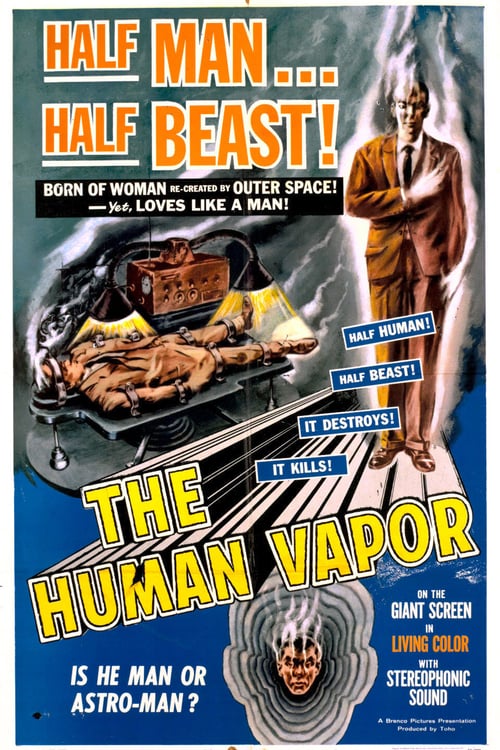 HALF MAN...
HALF BEAST!
BORN OF WOMAN RE-CREATED BY OUTER SPACE!
—Yet, LOVES LIKE A MAN!
HALF HUMAN!
HALF BEAST!
IT DESTROYS!
IT KILLS!
THE
HUMAN VAPOR
IS HE MAN OR
ASTRO-MAN?
ON THE
GIANT SCREEN
IN
LIVING COLOR
WITH
STEREOPHONIC
SOUND
A Brenco Pictures Presentation
Produced by Toho